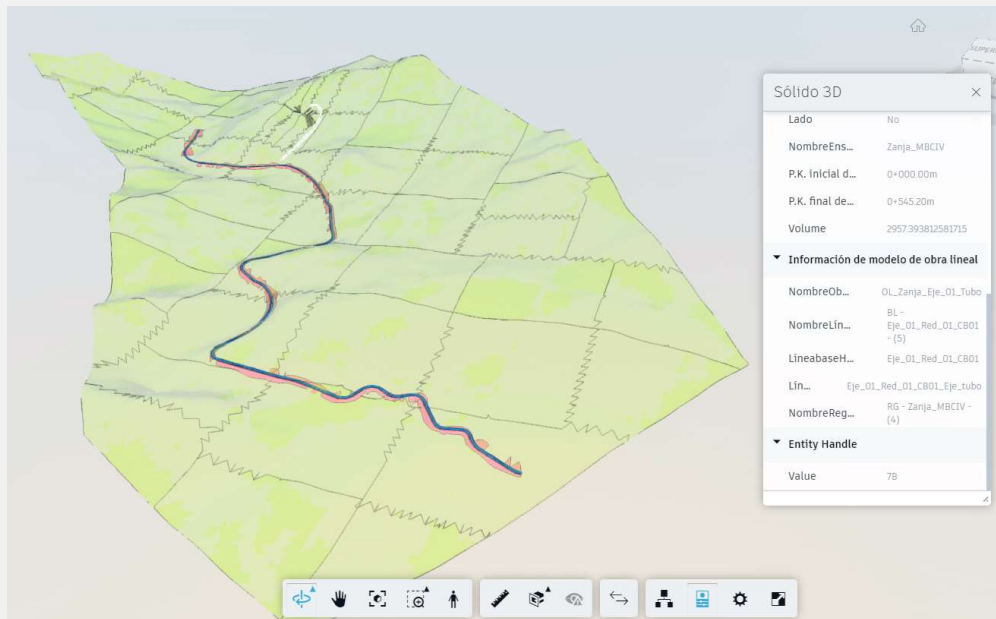 SUPERI
Sólido 3D
Lado No
NombreEns... Zanja_MBCIV
P.K. inicial d... 0+000.00m
P.K. final de... 0+545.20m
Volume 2957.393812581715
Información de modelo de obra lineal
NombreOb... OL_Zanja_Eje_01_Tubo
NombreLín... BL -
Eje_01_Red_01_CB01
- (5)
LíneabaseH... Eje_01_Red_01_CB01
Lín... Eje_01_Red_01_CB01_Eje_tubo
NombreReg... RG - Zanja_MBCIV -
(4)
Entity Handle
Value 7B